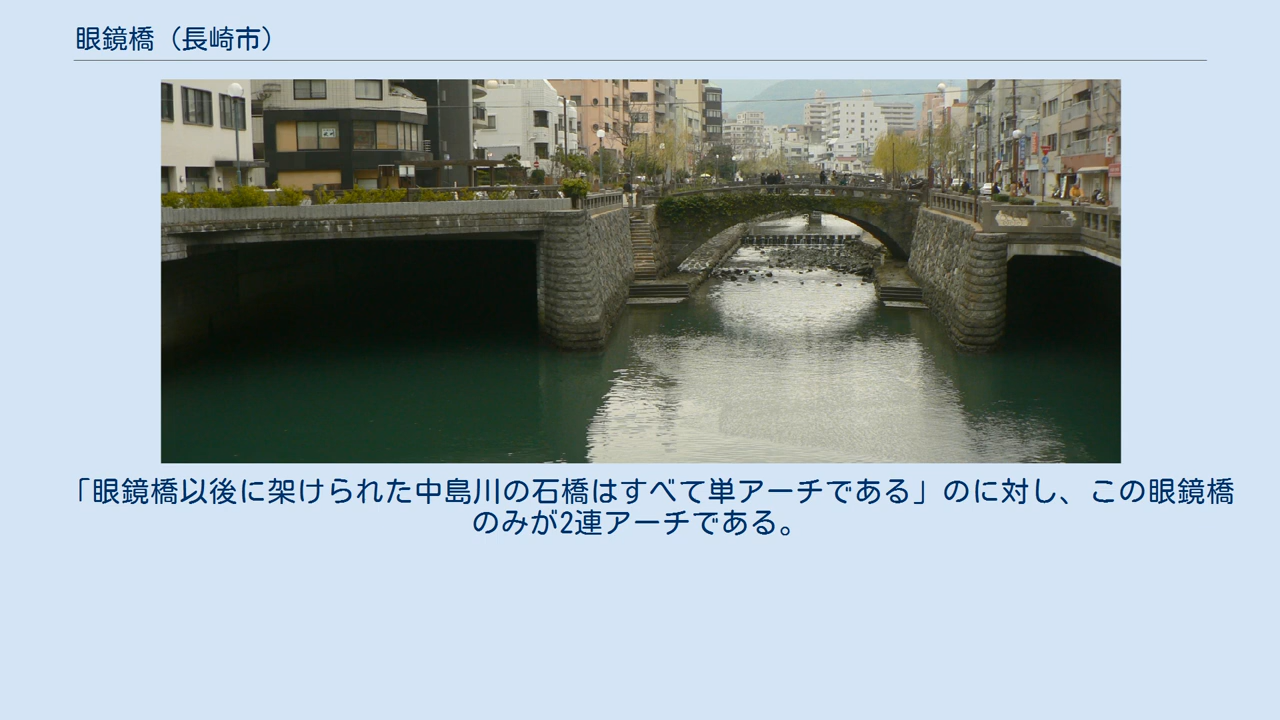 眼鏡橋（長崎市）
「眼鏡橋以後に架けられた中島川の石橋はすべて単アーチである」のに対し、この眼鏡橋
のみが2連アーチである。